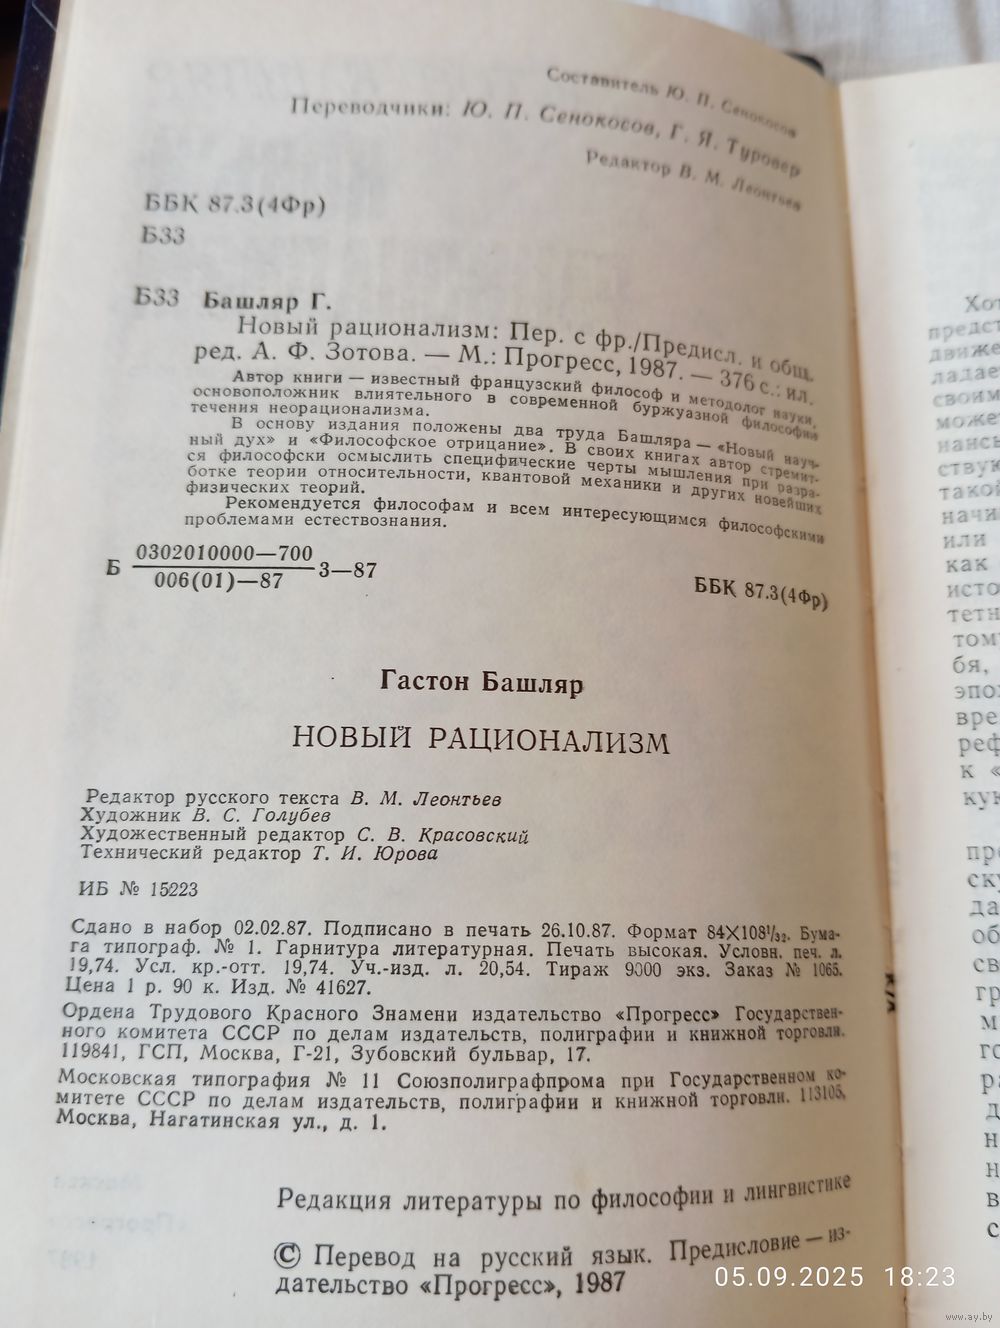 Составитель Ю. П. Сенокосов
Переводчики: Ю. П. Сенокосов, Г. Я. Туровер
Редактор В. М. Леонтьев
ББК 87.3(4Фр)
Б33
Б33 Башляр Г.
Новый рационализм: Пер. с фр./Предисл. и общ.
ред. А. Ф. Зотова. — М.: Прогресс, 1987. — 376 с.: ил.
Автор книги — известный французский философ и методолог науки,
основоположник влиятельного в современной буржуазной философии
течения неорационализма.
В основу издания положены два труда Башляра — «Новый науч-
ный дух» и «Философское отрицание». В своих книгах автор стремит-
ся философски осмыслить специфические черты мышления при разра-
ботке теории относительности, квантовой механики и других новейших
физических теорий.
Рекомендуется философам и всем интересующимся философскими
проблемами естествознания.
Б 0302010000—700
006(01)—87 3—87
ББК 87.3(4Фр)
Гастон Башляр
НОВЫЙ РАЦИОНАЛИЗМ
Редактор русского текста В. М. Леонтьев
Художник В. С. Голубев
Художественный редактор С. В. Красовский
Технический редактор Т. И. Юрова
ИБ № 15223
Сдано в набор 02.02.87. Подписано в печать 26.10.87. Формат 84×108¹/₃₂. Бума-
га типограф. № 1. Гарнитура литературная. Печать высокая. Условн. печ. л.
19,74. Усл. кр.-отт. 19,74. Уч.-изд. л. 20,54. Тираж 9000 экз. Заказ № 1065.
Цена 1 р. 90 к. Изд. № 41627.
Ордена Трудового Красного Знамени издательство «Прогресс» Государствен-
ного комитета СССР по делам издательств, полиграфии и книжной торговли.
119841, ГСП, Москва, Г-21, Зубовский бульвар, 17.
Московская типография № 11 Союзполиграфпрома при Государственном ко-
митете СССР по делам издательств, полиграфии и книжной торговли. 113105,
Москва, Нагатинская ул., д. 1.
Редакция литературы по философии и лингвистике
© Перевод на русский язык. Предисловие — из-
дательство «Прогресс», 1987
05.09.2025 18:23
www.ay.by